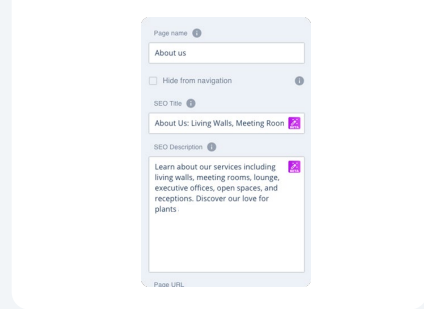 Page name
About us
Hide from navigation
SEO Title
About Us: Living Walls, Meeting Roon
SEO Description
Learn about our services including
living walls, meeting rooms, lounge,
executive offices, open spaces, and
receptions. Discover our love for
plants
Page URL